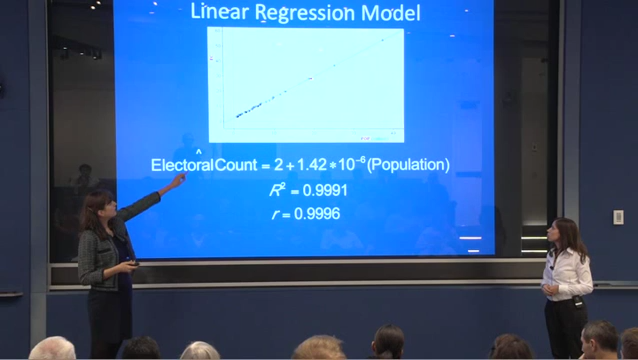 Linear Regression Model
^
ElectoralCount = 2 + 1.42 * 10⁻⁶ (Population)
R² = 0.9991
r = 0.9996